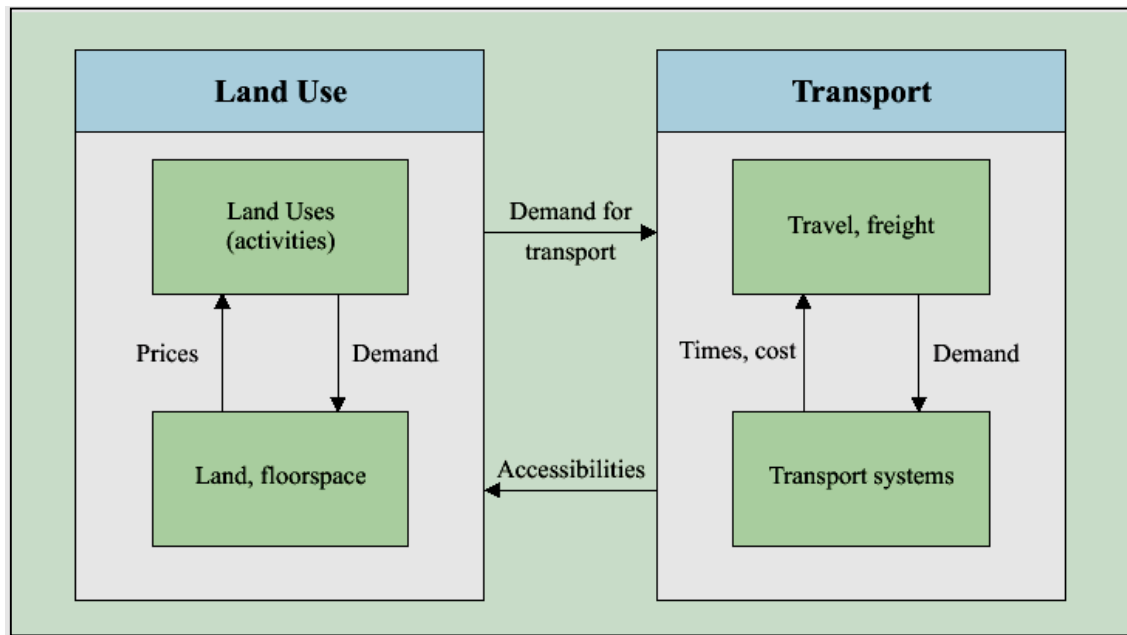 Land Use
Transport
Land Uses
(activities)
Demand for
transport
Travel, freight
Prices
Demand
Times, cost
Demand
Land, floorspace
Accessibilities
Transport systems